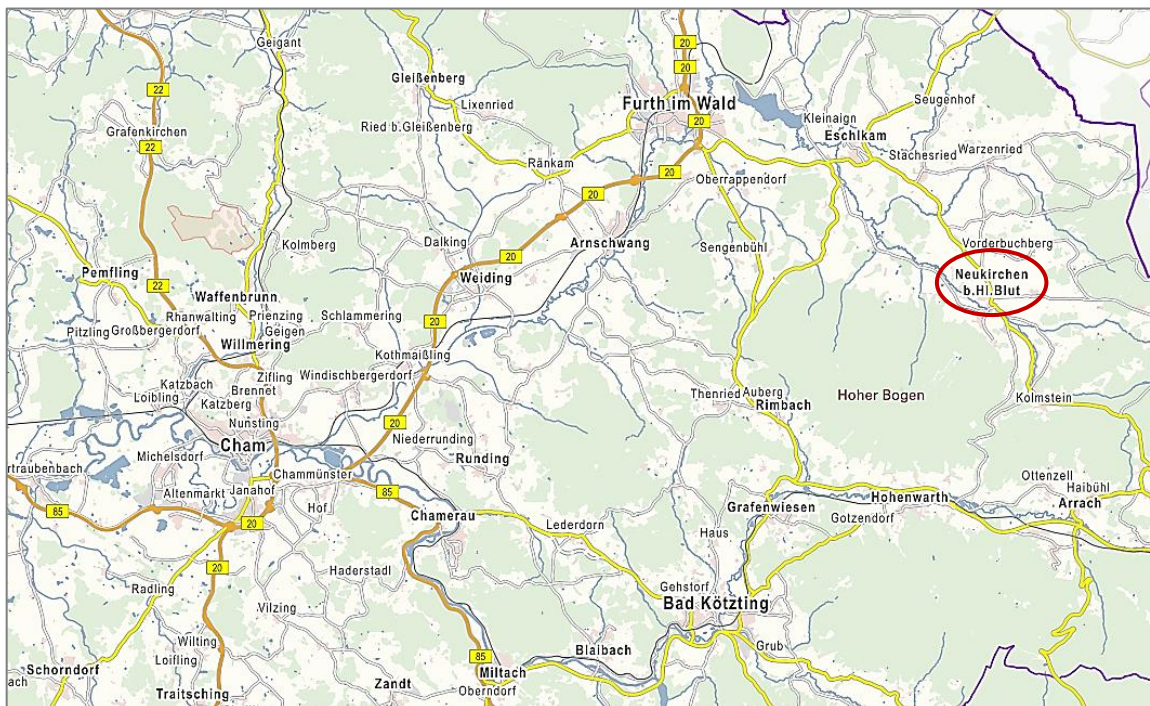 Geigant
20
22
20
Gleißenberg
Lixenried
Furth im Wald
Seugenhof
Kleinaign
Grafenkirchen
Ried b.Gleißenberg
20
Eschlkam
22
Warzenried
Ränkam
Stachesried
20
20
Oberrappendorf
Kolmberg
Dalking
Arnschwang
Sengenbühl
Vorderbuchberg
20
Pemfling
Weiding
Neukirchen
b.Hl.Blut
22
Waffenbrunn
Rhanwalting
Prienzing
Schlammering
20
Pitzling
Großbergerdorf
Geigen
Willmering
Kothmaißling
Zifling
Windischbergerdorf
Katzbach
Brennet
Loibling
Katzberg
Thenried
Auberg
Hoher Bogen
Rimbach
Kolmstein
Nunsting
20
Niederrunding
Cham
Michelsdorf
Runding
ertraubenbach
Chammünster
Ottenzell
Haibühl
Altenmarkt
Janahof
85
Hohenwarth
Arrach
Hof
Grafenwiesen
85
20
Chamerau
Lederdorn
Gotzendorf
Haus
20
Haderstadl
Radling
Gehstorf
Vilzing
Bad Kötzting
Wilting
Grub
Loifling
85
Blaibach
Schorndorf
Miltach
ach
Zandt
Oberndorf
Traitsching